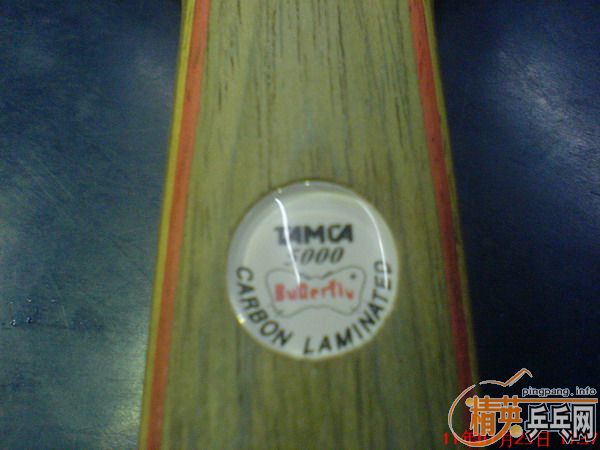 TAMCA
5000
Butterfly
CARBON LAMINATED
pingpang.info
精英乒乓网